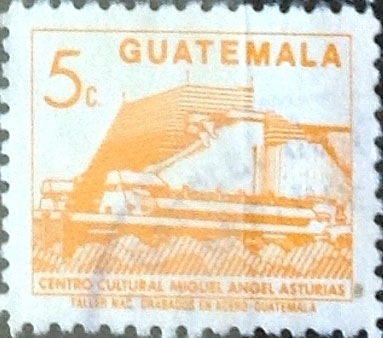 5c. GUATEMALA
CENTRO CULTURAL MIGUEL ANGEL ASTURIAS
TALLER NAC. GRABADOS EN ACERO GUATEMALA